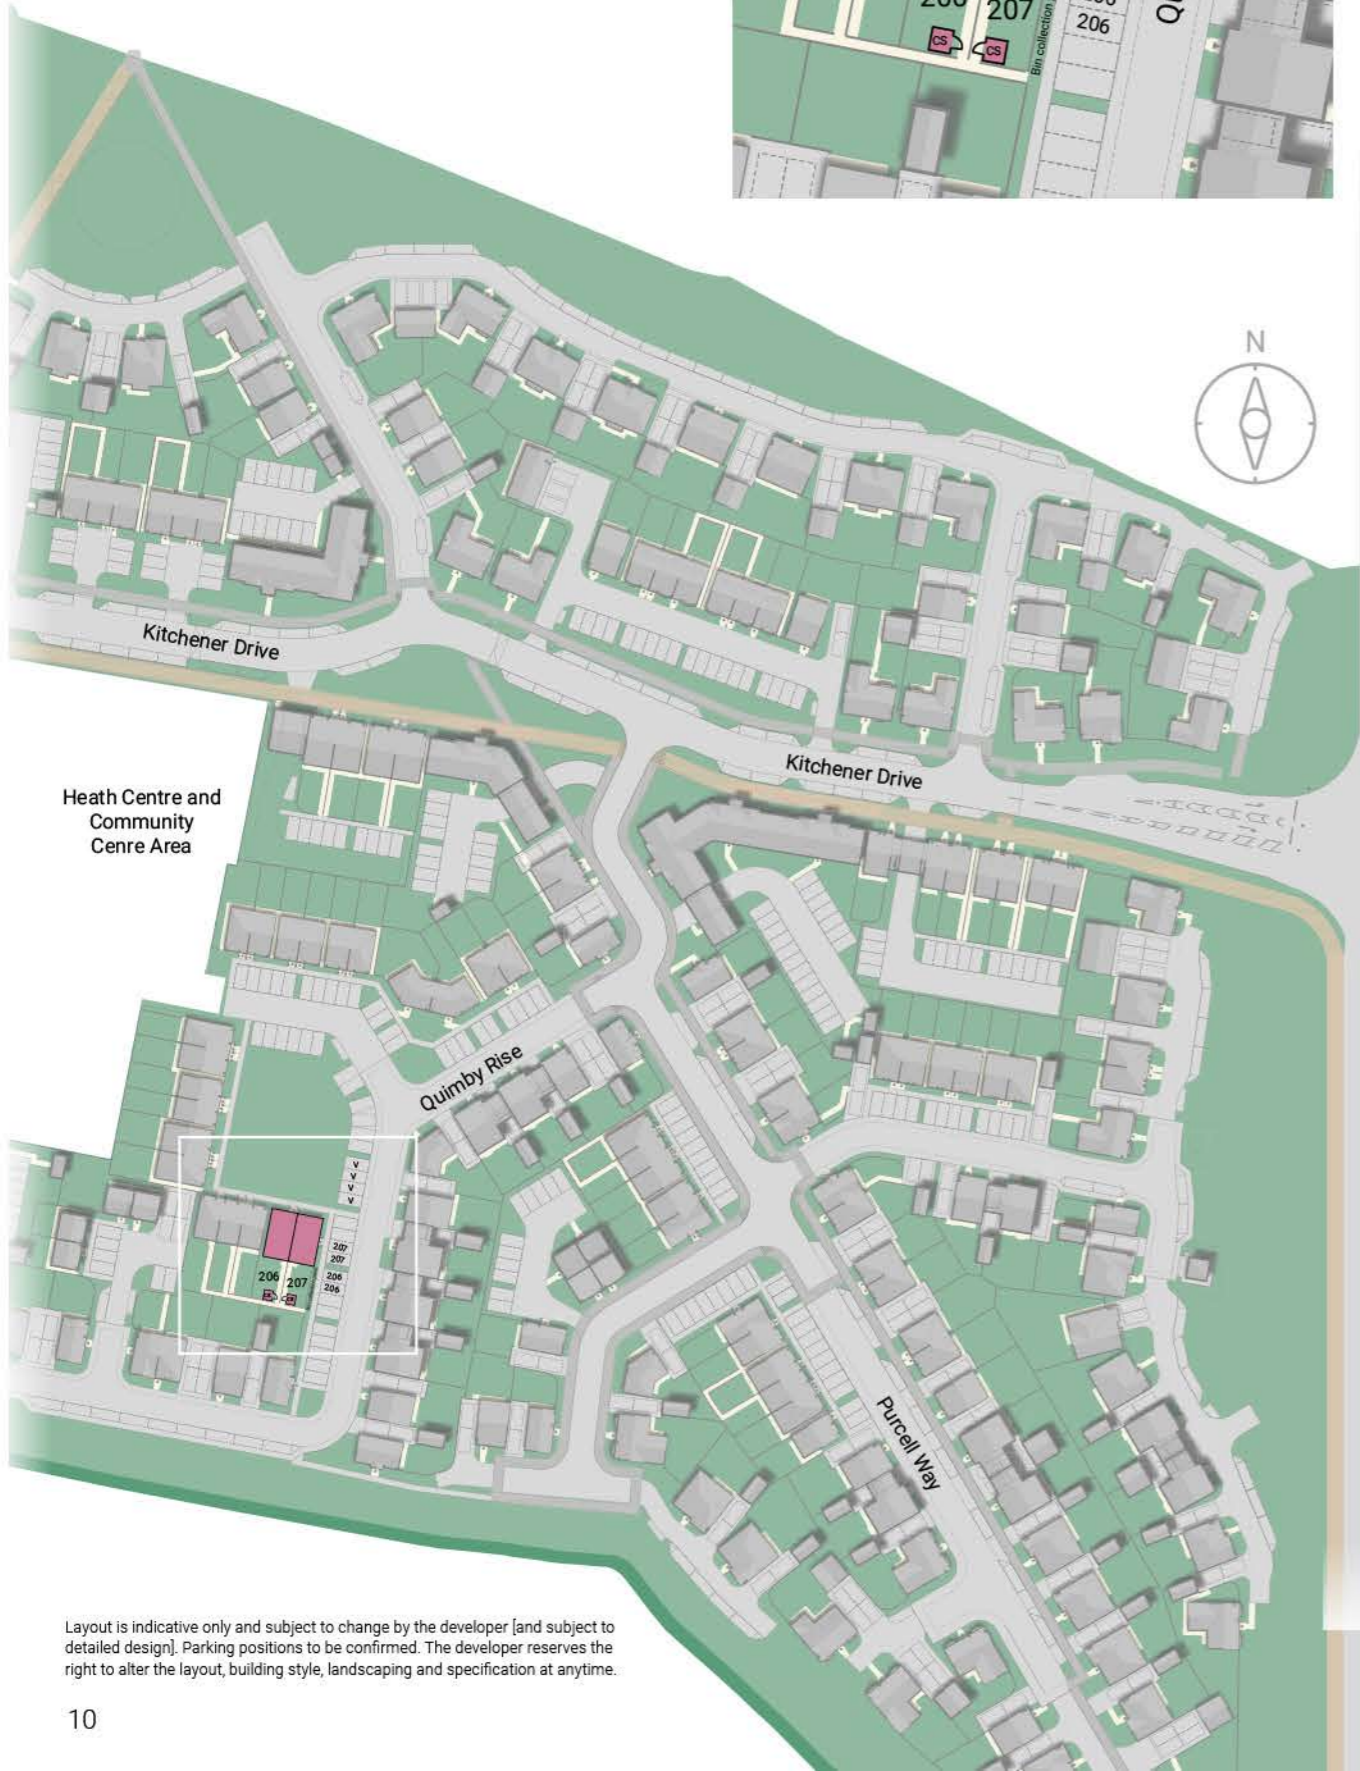 207
206
CS
CS
Bin collection
N
Kitchener Drive
Kitchener Drive
Heath Centre and
Community
Cenre Area
Quimby Rise
V
V
V
V
207
207
206
206
206
207
Purcell Way
Layout is indicative only and subject to change by the developer [and subject to
detailed design]. Parking positions to be confirmed. The developer reserves the
right to alter the layout, building style, landscaping and specification at anytime.
10